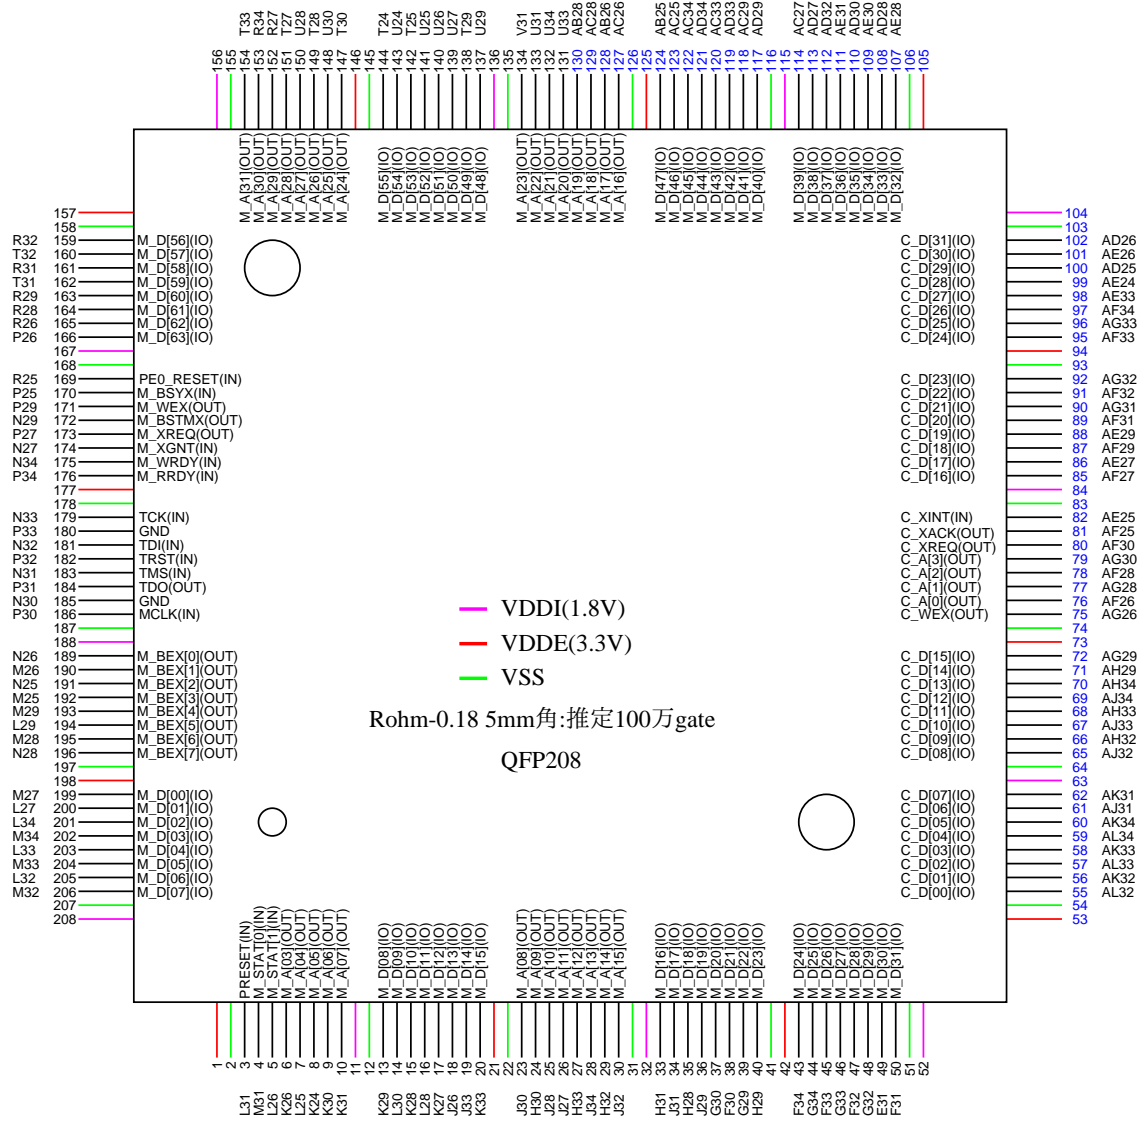 156
155
T33 154 M_A[31](OUT)
R34 153 M_A[30](OUT)
R27 152 M_A[29](OUT)
T27 151 M_A[28](OUT)
U28 150 M_A[27](OUT)
T28 149 M_A[26](OUT)
U30 148 M_A[25](OUT)
T30 147 M_A[24](OUT)
146
145
T24 144 M_D[55](IO)
U24 143 M_D[54](IO)
T25 142 M_D[53](IO)
U25 141 M_D[52](IO)
U26 140 M_D[51](IO)
U27 139 M_D[50](IO)
T29 138 M_D[49](IO)
U29 137 M_D[48](IO)
136
135
V31 134 M_A[23](OUT)
U31 133 M_A[22](OUT)
U34 132 M_A[21](OUT)
U33 131 M_A[20](OUT)
AB28 130 M_A[19](OUT)
AC28 129 M_A[18](OUT)
AB26 128 M_A[17](OUT)
AC26 127 M_A[16](OUT)
126
125
AB25 124 M_D[47](IO)
AC25 123 M_D[46](IO)
AC34 122 M_D[45](IO)
AD34 121 M_D[44](IO)
AC33 120 M_D[43](IO)
AD33 119 M_D[42](IO)
AC29 118 M_D[41](IO)
AD29 117 M_D[40](IO)
116
115
AC27 114 M_D[39](IO)
AD27 113 M_D[38](IO)
AD32 112 M_D[37](IO)
AE31 111 M_D[36](IO)
AD30 110 M_D[35](IO)
AE30 109 M_D[34](IO)
AD28 108 M_D[33](IO)
AE28 107 M_D[32](IO)
106
105
157
158
R32 159 M_D[56](IO)
T32 160 M_D[57](IO)
R31 161 M_D[58](IO)
T31 162 M_D[59](IO)
R29 163 M_D[60](IO)
R28 164 M_D[61](IO)
R26 165 M_D[62](IO)
P26 166 M_D[63](IO)
167
168
R25 169 PE0_RESET(IN)
P25 170 M_BSYX(IN)
P29 171 M_WEX(OUT)
N29 172 M_BSTMX(OUT)
P27 173 M_XREQ(OUT)
N27 174 M_XGNT(IN)
N34 175 M_WRDY(IN)
P34 176 M_RRDY(IN)
177
178
N33 179 TCK(IN)
P33 180 GND
N32 181 TDI(IN)
P32 182 TRST(IN)
N31 183 TMS(IN)
P31 184 TDO(OUT)
N30 185 GND
P30 186 MCLK(IN)
187
188
N26 189 M_BEX[0](OUT)
M26 190 M_BEX[1](OUT)
N25 191 M_BEX[2](OUT)
M25 192 M_BEX[3](OUT)
M29 193 M_BEX[4](OUT)
L29 194 M_BEX[5](OUT)
M28 195 M_BEX[6](OUT)
N28 196 M_BEX[7](OUT)
197
198
M27 199 M_D[00](IO)
L27 200 M_D[01](IO)
L34 201 M_D[02](IO)
M34 202 M_D[03](IO)
L33 203 M_D[04](IO)
M33 204 M_D[05](IO)
L32 205 M_D[06](IO)
M32 206 M_D[07](IO)
207
208
VDDI(1.8V)
VDDE(3.3V)
VSS
Rohm-0.18 5mm角:推定100万gate
QFP208
104
103
C_D[31](IO) 102 AD26
C_D[30](IO) 101 AE26
C_D[29](IO) 100 AD25
C_D[28](IO) 99 AE24
C_D[27](IO) 98 AE33
C_D[26](IO) 97 AF34
C_D[25](IO) 96 AG33
C_D[24](IO) 95 AF33
94
93
C_D[23](IO) 92 AG32
C_D[22](IO) 91 AF32
C_D[21](IO) 90 AG31
C_D[20](IO) 89 AF31
C_D[19](IO) 88 AE29
C_D[18](IO) 87 AF29
C_D[17](IO) 86 AE27
C_D[16](IO) 85 AF27
84
83
C_XINT(IN) 82 AE25
C_XACK(OUT) 81 AF25
C_XREQ(OUT) 80 AF30
C_A[3](OUT) 79 AG30
C_A[2](OUT) 78 AF28
C_A[1](OUT) 77 AG28
C_A[0](OUT) 76 AF26
C_WEX(OUT) 75 AG26
74
73
C_D[15](IO) 72 AG29
C_D[14](IO) 71 AH29
C_D[13](IO) 70 AH34
C_D[12](IO) 69 AJ34
C_D[11](IO) 68 AH33
C_D[10](IO) 67 AJ33
C_D[09](IO) 66 AH32
C_D[08](IO) 65 AJ32
64
63
C_D[07](IO) 62 AK31
C_D[06](IO) 61 AJ31
C_D[05](IO) 60 AK34
C_D[04](IO) 59 AL34
C_D[03](IO) 58 AK33
C_D[02](IO) 57 AL33
C_D[01](IO) 56 AK32
C_D[00](IO) 55 AL32
54
53
1
2
PRESET(IN) 3 L31
M_STAT[0](IN) 4 M31
M_STAT[1](IN) 5 L26
M_A[03](OUT) 6 K26
M_A[04](OUT) 7 L25
M_A[05](OUT) 8 K24
M_A[06](OUT) 9 K30
M_A[07](OUT) 10 K31
11
12
M_D[08](IO) 13 K29
M_D[09](IO) 14 L30
M_D[10](IO) 15 K28
M_D[11](IO) 16 L28
M_D[12](IO) 17 K27
M_D[13](IO) 18 J26
M_D[14](IO) 19 J33
M_D[15](IO) 20 K33
21
22
M_A[08](OUT) 23 J30
M_A[09](OUT) 24 H30
M_A[10](OUT) 25 J28
M_A[11](OUT) 26 J27
M_A[12](OUT) 27 H33
M_A[13](OUT) 28 J34
M_A[14](OUT) 29 H32
M_A[15](OUT) 30 J32
31
32
M_D[16](IO) 33 H31
M_D[17](IO) 34 J31
M_D[18](IO) 35 H28
M_D[19](IO) 36 J29
M_D[20](IO) 37 G30
M_D[21](IO) 38 F30
M_D[22](IO) 39 G29
M_D[23](IO) 40 H29
41
42
M_D[24](IO) 43 F34
M_D[25](IO) 44 G34
M_D[26](IO) 45 F33
M_D[27](IO) 46 G33
M_D[28](IO) 47 F32
M_D[29](IO) 48 G32
M_D[30](IO) 49 E31
M_D[31](IO) 50 F31
51
52